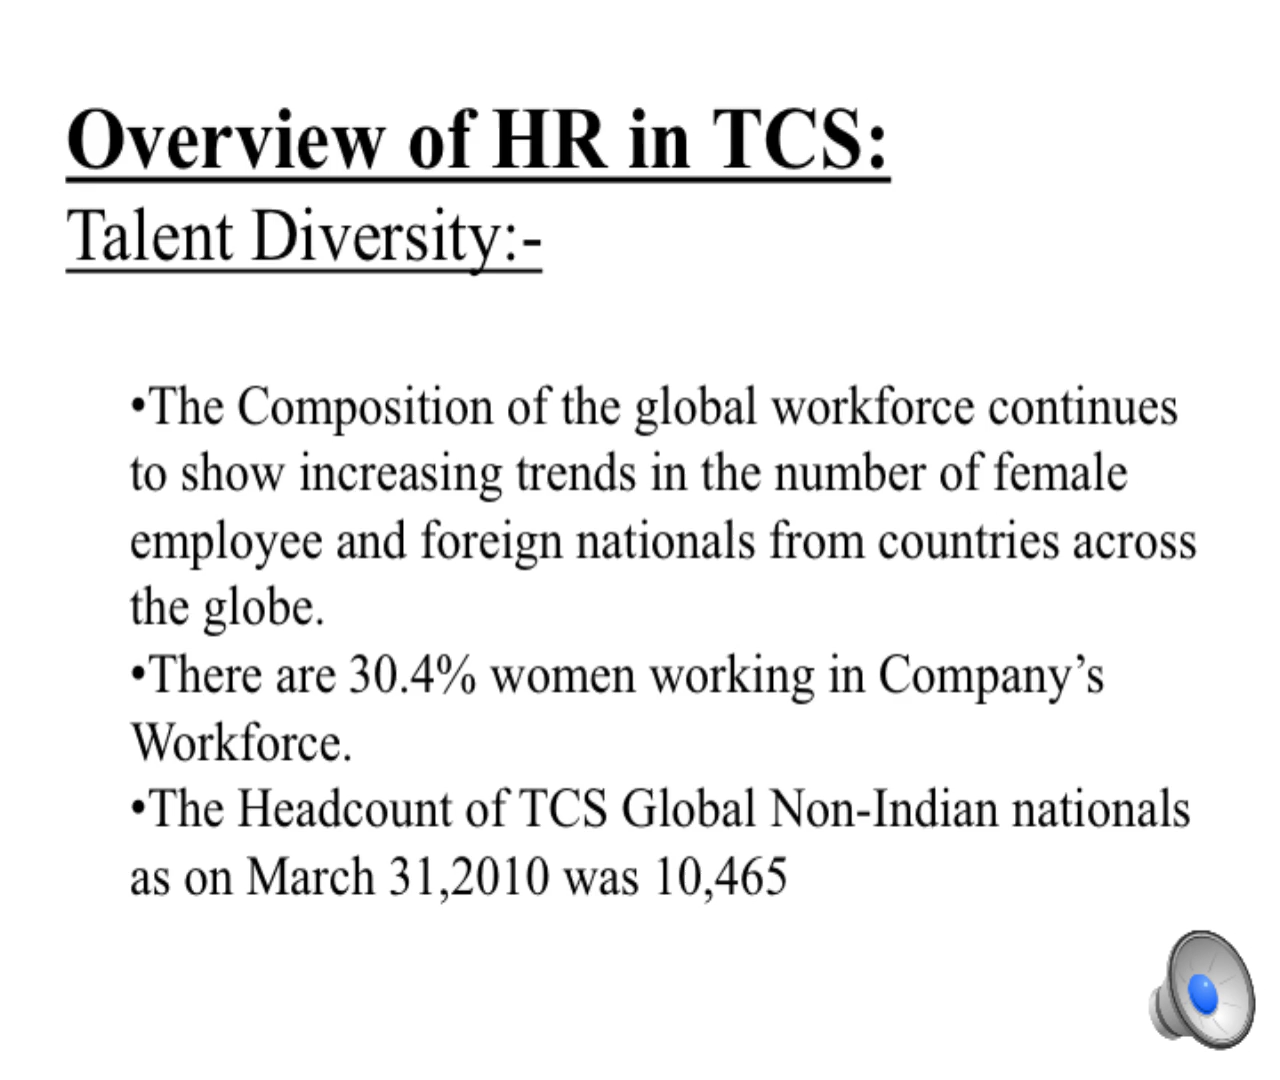 Overview of HR in TCS:
Talent Diversity:-
•The Composition of the global workforce continues
to show increasing trends in the number of female
employee and foreign nationals from countries across
the globe.
•There are 30.4% women working in Company’s
Workforce.
•The Headcount of TCS Global Non-Indian nationals
as on March 31,2010 was 10,465